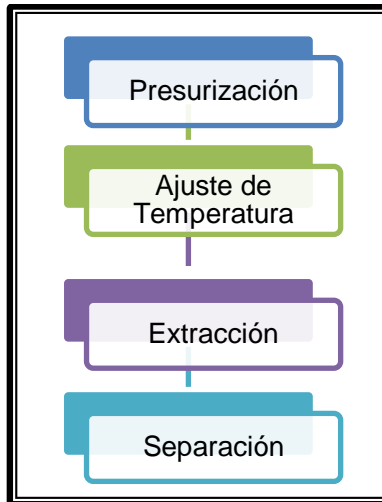 Presurización
Ajuste de
Temperatura
Extracción
Separación